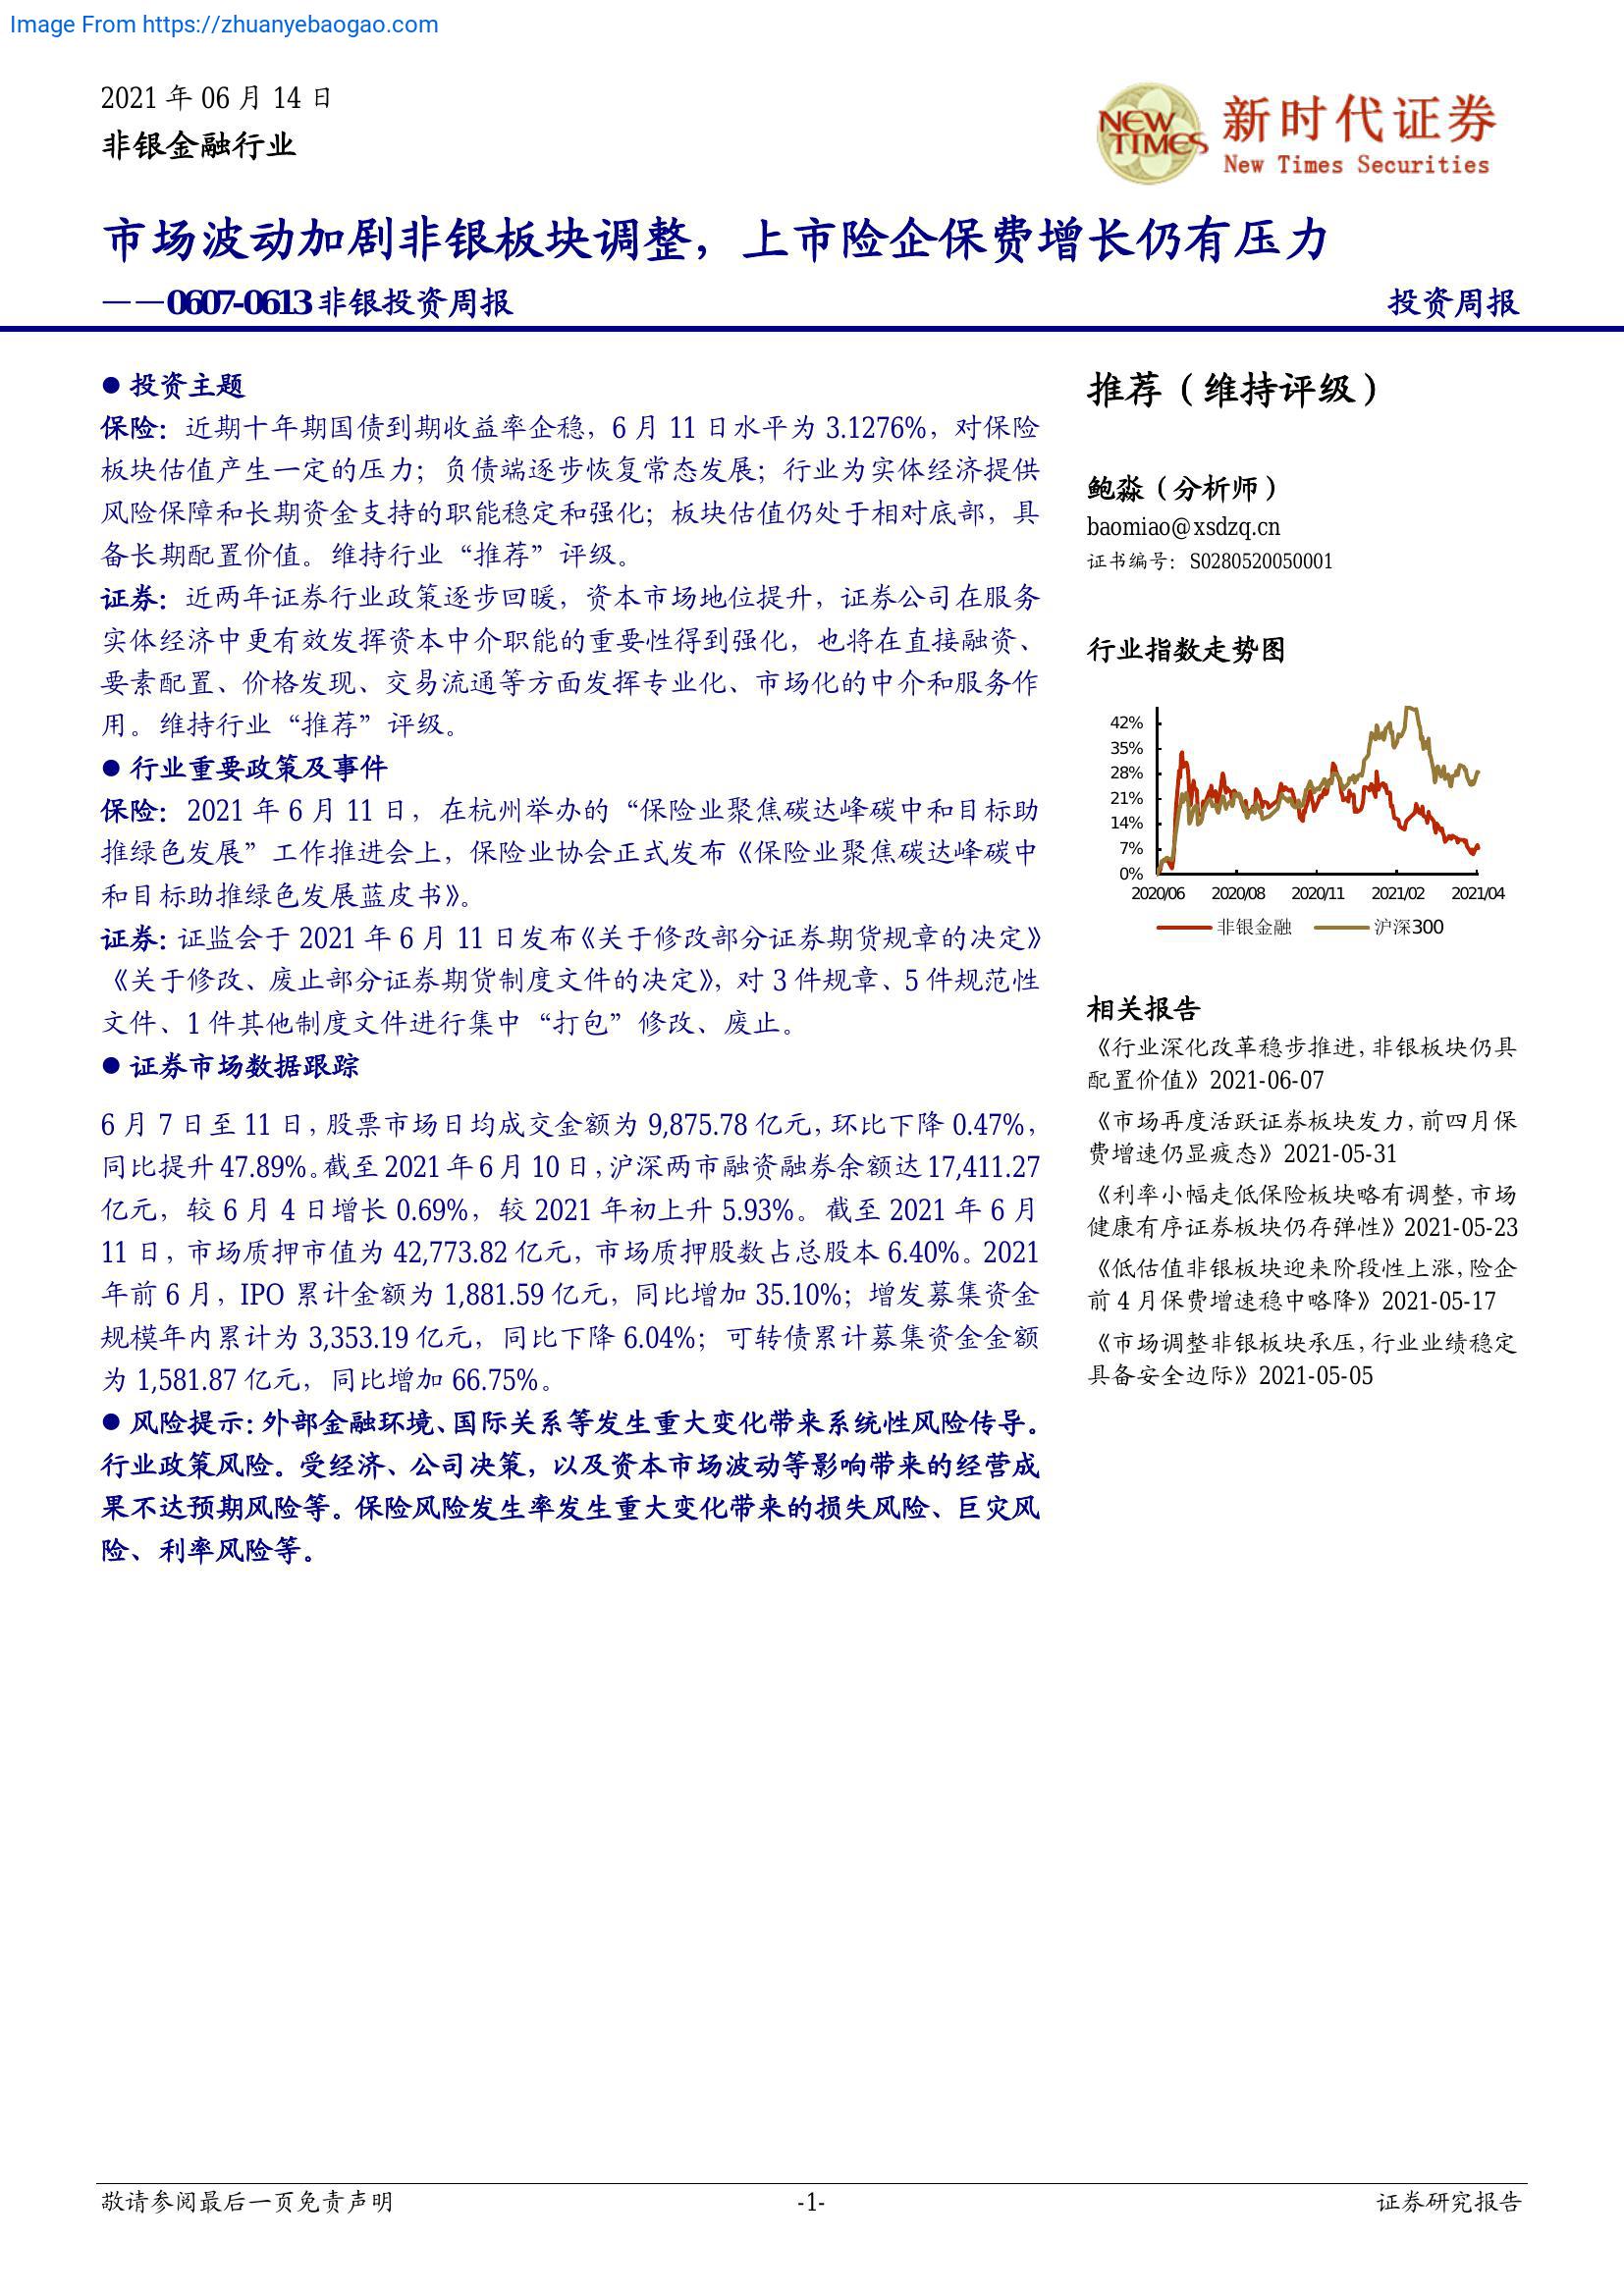 Image From https://zhuanyebaogao.com
2021 年 06 月 14 日
非银金融行业
NEW TIMES
新时代证券
New Times Securities
市场波动加剧非银板块调整，上市险企保费增长仍有压力
——0607-0613 非银投资周报
投资周报
● 投资主题
保险：近期十年期国债到期收益率企稳，6 月 11 日水平为 3.1276%，对保险
板块估值产生一定的压力；负债端逐步恢复常态发展；行业为实体经济提供
风险保障和长期资金支持的职能稳定和强化；板块估值仍处于相对底部，具
备长期配置价值。维持行业“推荐”评级。
证券：近两年证券行业政策逐步回暖，资本市场地位提升，证券公司在服务
实体经济中更有效发挥资本中介职能的重要性得到强化，也将在直接融资、
要素配置、价格发现、交易流通等方面发挥专业化、市场化的中介和服务作
用。维持行业“推荐”评级。
● 行业重要政策及事件
保险：2021 年 6 月 11 日，在杭州举办的“保险业聚焦碳达峰碳中和目标助
推绿色发展”工作推进会上，保险业协会正式发布《保险业聚焦碳达峰碳中
和目标助推绿色发展蓝皮书》。
证券：证监会于 2021 年 6 月 11 日发布《关于修改部分证券期货规章的决定》
《关于修改、废止部分证券期货制度文件的决定》，对 3 件规章、5 件规范性
文件、1 件其他制度文件进行集中“打包”修改、废止。
● 证券市场数据跟踪
6 月 7 日至 11 日，股票市场日均成交金额为 9,875.78 亿元，环比下降 0.47%，
同比提升 47.89%。截至 2021 年 6 月 10 日，沪深两市融资融券余额达 17,411.27
亿元，较 6 月 4 日增长 0.69%，较 2021 年初上升 5.93%。截至 2021 年 6 月
11 日，市场质押市值为 42,773.82 亿元，市场质押股数占总股本 6.40%。2021
年前 6 月，IPO 累计金额为 1,881.59 亿元，同比增加 35.10%；增发募集资金
规模年内累计为 3,353.19 亿元，同比下降 6.04%；可转债累计募集资金金额
为 1,581.87 亿元，同比增加 66.75%。
● 风险提示：外部金融环境、国际关系等发生重大变化带来系统性风险传导。
行业政策风险。受经济、公司决策，以及资本市场波动等影响带来的经营成
果不达预期风险等。保险风险发生率发生重大变化带来的损失风险、巨灾风
险、利率风险等。
推荐（维持评级）
鲍淼（分析师）
baomiao@xsdzq.cn
证书编号：S0280520050001
行业指数走势图
42%
35%
28%
21%
14%
7%
0%
2020/06 2020/08 2020/11 2021/02 2021/04
非银金融 沪深300
相关报告
《行业深化改革稳步推进，非银板块仍具
配置价值》2021-06-07
《市场再度活跃证券板块发力，前四月保
费增速仍显疲态》2021-05-31
《利率小幅走低保险板块略有调整，市场
健康有序证券板块仍存弹性》2021-05-23
《低估值非银板块迎来阶段性上涨，险企
前 4 月保费增速稳中略降》2021-05-17
《市场调整非银板块承压，行业业绩稳定
具备安全边际》2021-05-05
敬请参阅最后一页免责声明
-1-
证券研究报告